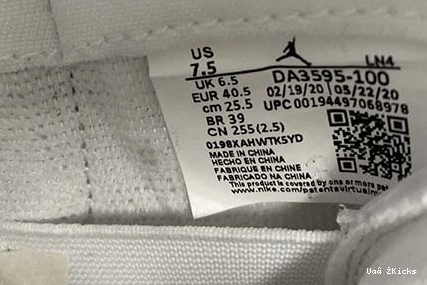 US
7.5
LN4
UK 6.5 DA3595-100
EUR 40.5 02/19/20 05/22/20
cm 25.5 UPC 00194497068978
BR 39
CN 255(2.5)
0198XAHWTK5YD
MADE IN CHINA
HECHO EN CHINA
FABRIQUE EN CHINE
FABRICADO NA CHINA
This product is covered by one or more pat
www.nike.com/patentsvirtualm
Uaâ ŽKicks